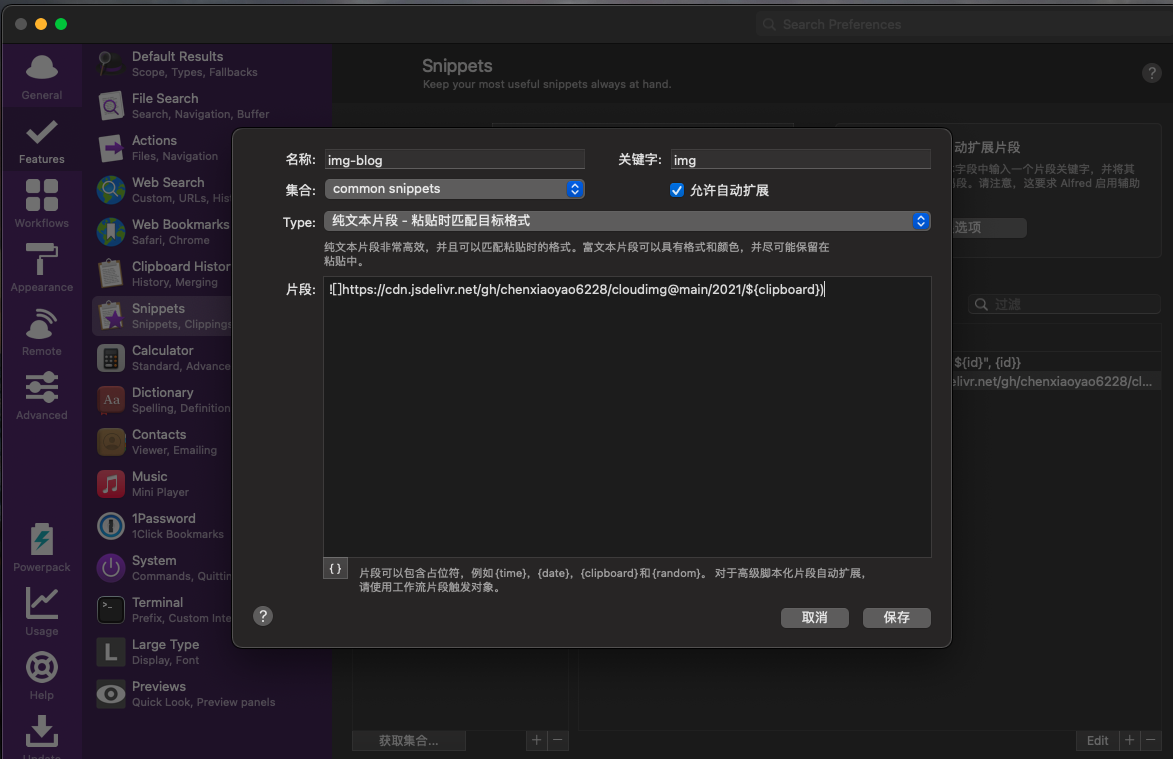 Search Preferences
General
Features
Workflows
Appearance
Remote
Advanced
Powerpack
Usage
Help
Update
Default Results
Scope, Types, Fallbacks
File Search
Search, Navigation, Buffer
Actions
Files, Navigation
Web Search
Custom, URLs, His
Web Bookmarks
Safari, Chrome
Clipboard Histor
History, Merging
Snippets
Snippets, Clippings
Calculator
Standard, Advance
Dictionary
Aa
Spelling, Definition
Contacts
Viewer, Emailing
Music
Mini Player
1Password
1Click Bookmarks
System
Commands, Quittin
Terminal
Prefix, Custom Inte
L
Large Type
Display, Font
Previews
Quick Look, Preview panels
Snippets
Keep your most useful snippets always at hand.
?
名称: img-blog
关键字: img
集合: common snippets
允许自动扩展
Type: 纯文本片段 - 粘贴时匹配目标格式
纯文本片段非常高效，并且可以匹配粘贴时的格式。富文本片段可以具有格式和颜色，并尽可能保留在
粘贴中。
片段: ![]https://cdn.jsdelivr.net/gh/chenxiaoyao6228/cloudimg@main/2021/${clipboard})
{} 片段可以包含占位符，例如{time}，{date}，{clipboard}和{random}。 对于高级脚本化片段自动扩展，
请使用工作流片段触发对象。
?
取消
保存
动扩展片段
字段中输入一个片段关键字，并将其
段。请注意，这要求 Alfred 启用辅助
选项
过滤
${id}", {id}}
elivr.net/gh/chenxiaoyao6228/cl...
获取集合...
+
−
Edit
+
−